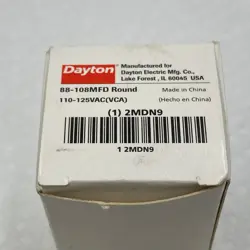 Dayton
Manufactured for
Dayton Electric Mfg. Co.,
Lake Forest, IL 60045 USA
88-108MFD Round
Made in China
110-125VAC(VCA)
(Hecho en China)
(1) 2MDN9
1 2MDN9